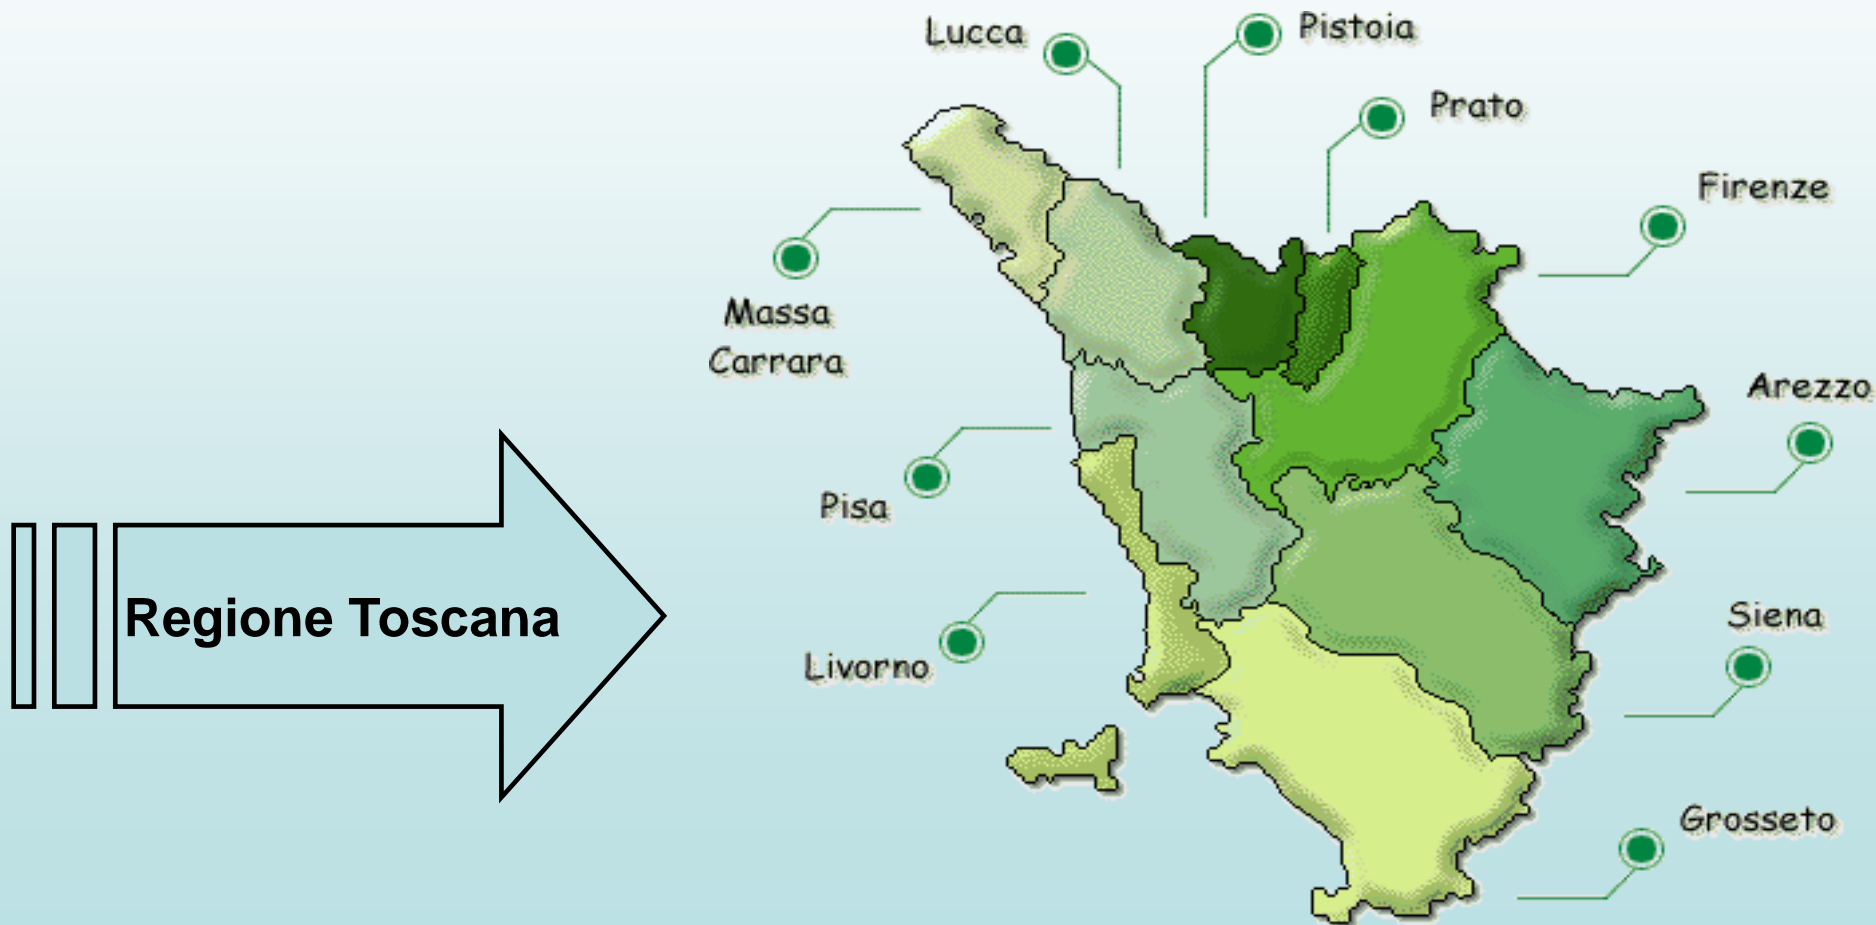 Lucca
Pistoia
Prato
Firenze
Massa
Carrara
Arezzo
Pisa
Regione Toscana
Siena
Livorno
Grosseto